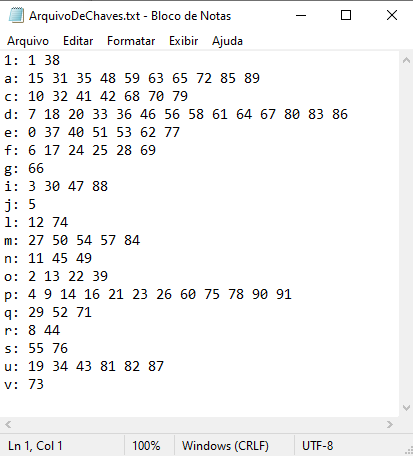 ArquivoDeChaves.txt - Bloco de Notas
Arquivo Editar Formatar Exibir Ajuda
1: 1 38
a: 15 31 35 48 59 63 65 72 85 89
c: 10 32 41 42 68 70 79
d: 7 18 20 33 36 46 56 58 61 64 67 80 83 86
e: 0 37 40 51 53 62 77
f: 6 17 24 25 28 69
g: 66
i: 3 30 47 88
j: 5
l: 12 74
m: 27 50 54 57 84
n: 11 45 49
o: 2 13 22 39
p: 4 9 14 16 21 23 26 60 75 78 90 91
q: 29 52 71
r: 8 44
s: 55 76
u: 19 34 43 81 82 87
v: 73
Ln 1, Col 1 100% Windows (CRLF) UTF-8